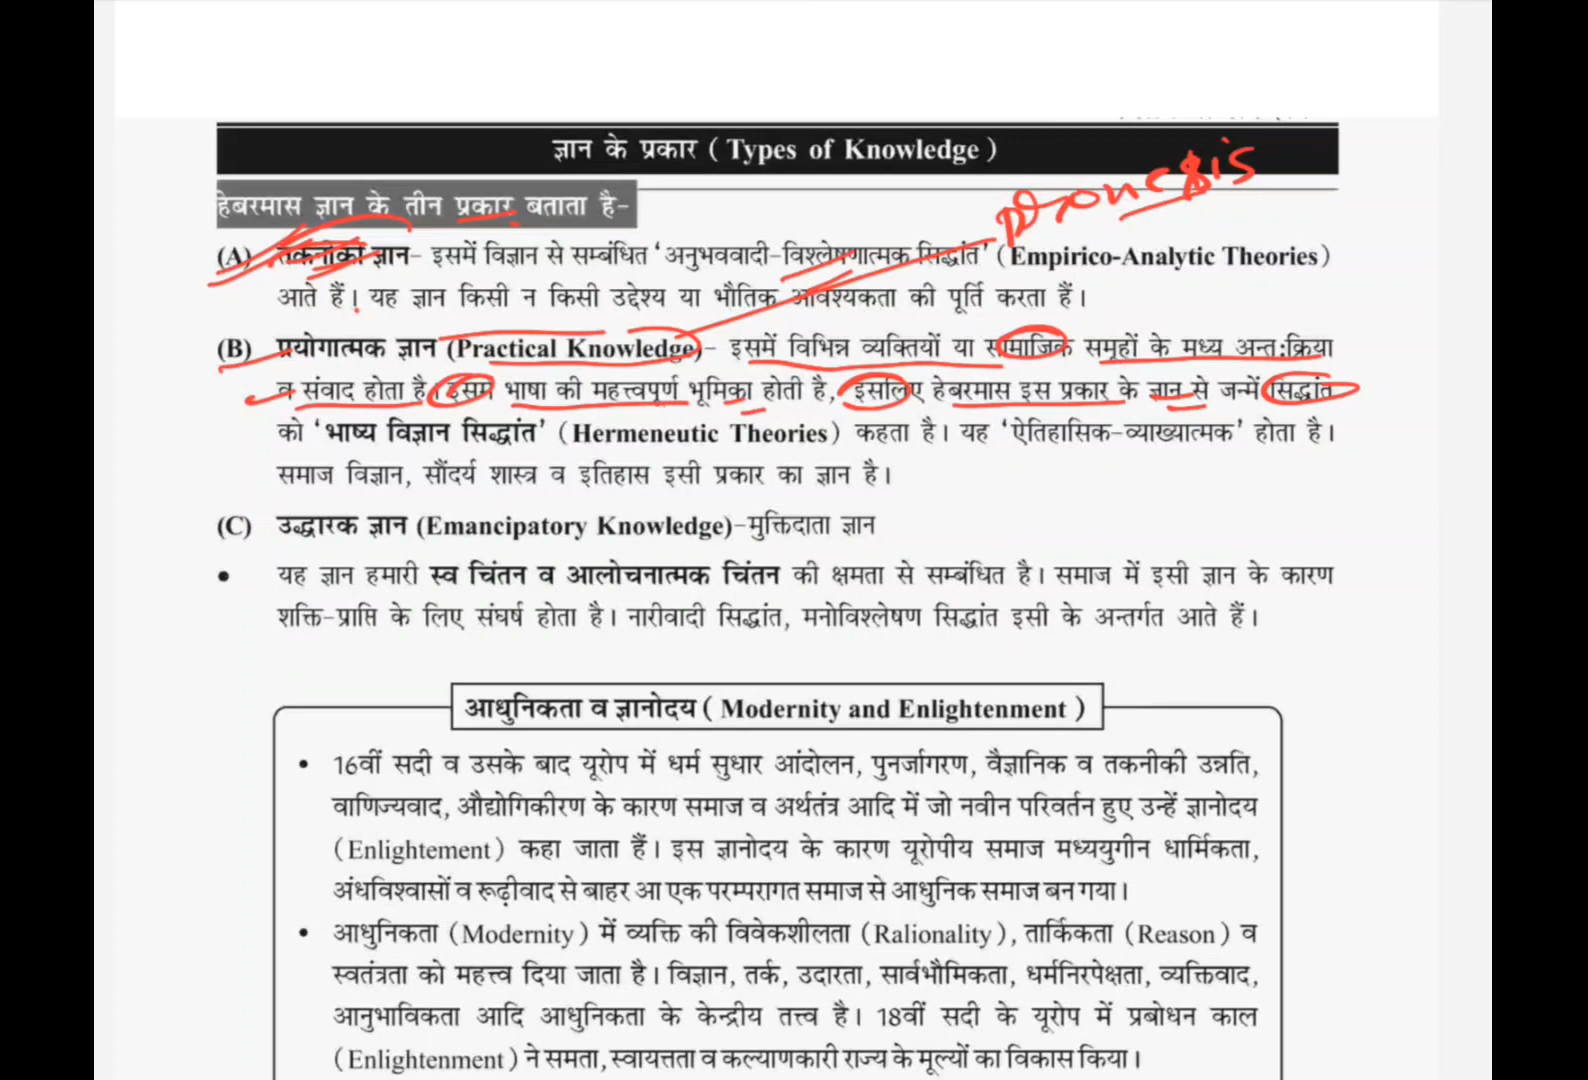 ज्ञान के प्रकार ( Types of Knowledge )
phronesis
हेबरमास ज्ञान के तीन प्रकार बताता है-
(A) तकनीकी ज्ञान- इसमें विज्ञान से सम्बंधित 'अनुभववादी-विश्लेषणात्मक सिद्धांत' (Empirico-Analytic Theories)
आते हैं। यह ज्ञान किसी न किसी उद्देश्य या भौतिक आवश्यकता की पूर्ति करता हैं।
(B) प्रयोगात्मक ज्ञान (Practical Knowledge)- इसमें विभिन्न व्यक्तियों या सामाजिक समूहों के मध्य अन्त:क्रिया
व संवाद होता है। इसमें भाषा की महत्त्वपूर्ण भूमिका होती है, इसलिए हेबरमास इस प्रकार के ज्ञान से जन्में सिद्धांत
को 'भाष्य विज्ञान सिद्धांत' (Hermeneutic Theories) कहता है। यह 'ऐतिहासिक-व्याख्यात्मक' होता है।
समाज विज्ञान, सौंदर्य शास्त्र व इतिहास इसी प्रकार का ज्ञान है।
(C) उद्धारक ज्ञान (Emancipatory Knowledge)-मुक्तिदाता ज्ञान
• यह ज्ञान हमारी स्व चिंतन व आलोचनात्मक चिंतन की क्षमता से सम्बंधित है। समाज में इसी ज्ञान के कारण
शक्ति-प्राप्ति के लिए संघर्ष होता है। नारीवादी सिद्धांत, मनोविश्लेषण सिद्धांत इसी के अन्तर्गत आते हैं।
आधुनिकता व ज्ञानोदय ( Modernity and Enlightenment )
• 16वीं सदी व उसके बाद यूरोप में धर्म सुधार आंदोलन, पुनर्जागरण, वैज्ञानिक व तकनीकी उन्नति,
वाणिज्यवाद, औद्योगिकीरण के कारण समाज व अर्थतंत्र आदि में जो नवीन परिवर्तन हुए उन्हें ज्ञानोदय
(Enlightement) कहा जाता हैं। इस ज्ञानोदय के कारण यूरोपीय समाज मध्ययुगीन धार्मिकता,
अंधविश्वासों व रूढ़ीवाद से बाहर आ एक परम्परागत समाज से आधुनिक समाज बन गया।
• आधुनिकता (Modernity) में व्यक्ति की विवेकशीलता (Ralionality), तार्किकता (Reason) व
स्वतंत्रता को महत्त्व दिया जाता है। विज्ञान, तर्क, उदारता, सार्वभौमिकता, धर्मनिरपेक्षता, व्यक्तिवाद,
आनुभाविकता आदि आधुनिकता के केन्द्रीय तत्त्व है। 18वीं सदी के यूरोप में प्रबोधन काल
(Enlightenment) ने समता, स्वायत्तता व कल्याणकारी राज्य के मूल्यों का विकास किया।